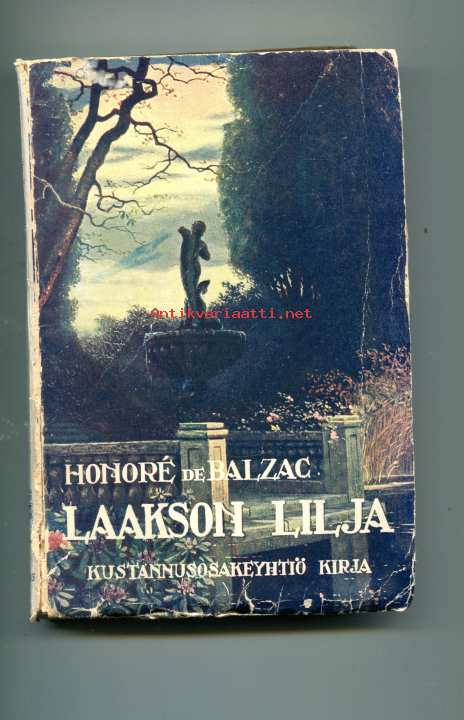 Antikvariaatti.net
HONORÉ DE BALZAC
LAAKSON LILJA
KUSTANNUSOSAKEYHTIÖ KIRJA